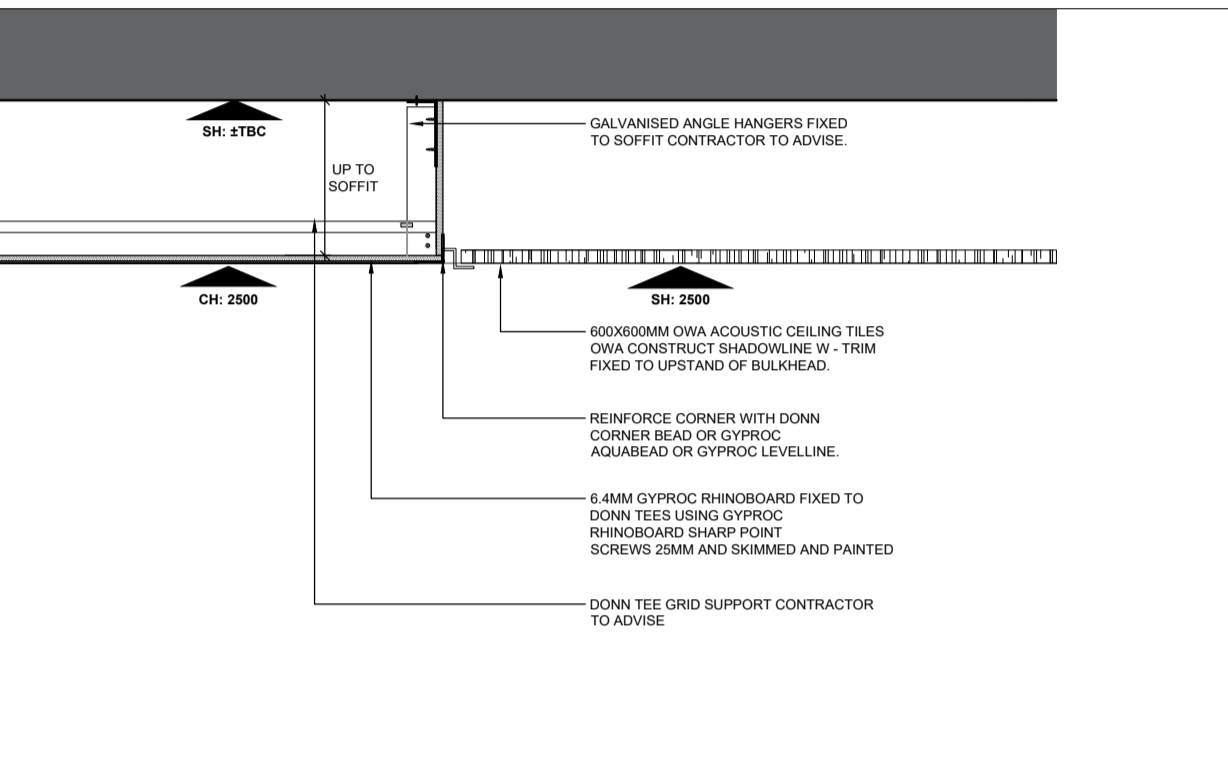 SH: ±TBC
UP TO
SOFFIT
CH: 2500
GALVANISED ANGLE HANGERS FIXED
TO SOFFIT CONTRACTOR TO ADVISE.
SH: 2500
600X600MM OWA ACOUSTIC CEILING TILES
OWA CONSTRUCT SHADOWLINE W - TRIM
FIXED TO UPSTAND OF BULKHEAD.
REINFORCE CORNER WITH DONN
CORNER BEAD OR GYPROC
AQUABEAD OR GYPROC LEVELLINE.
6.4MM GYPROC RHINOBOARD FIXED TO
DONN TEES USING GYPROC
RHINOBOARD SHARP POINT
SCREWS 25MM AND SKIMMED AND PAINTED
DONN TEE GRID SUPPORT CONTRACTOR
TO ADVISE